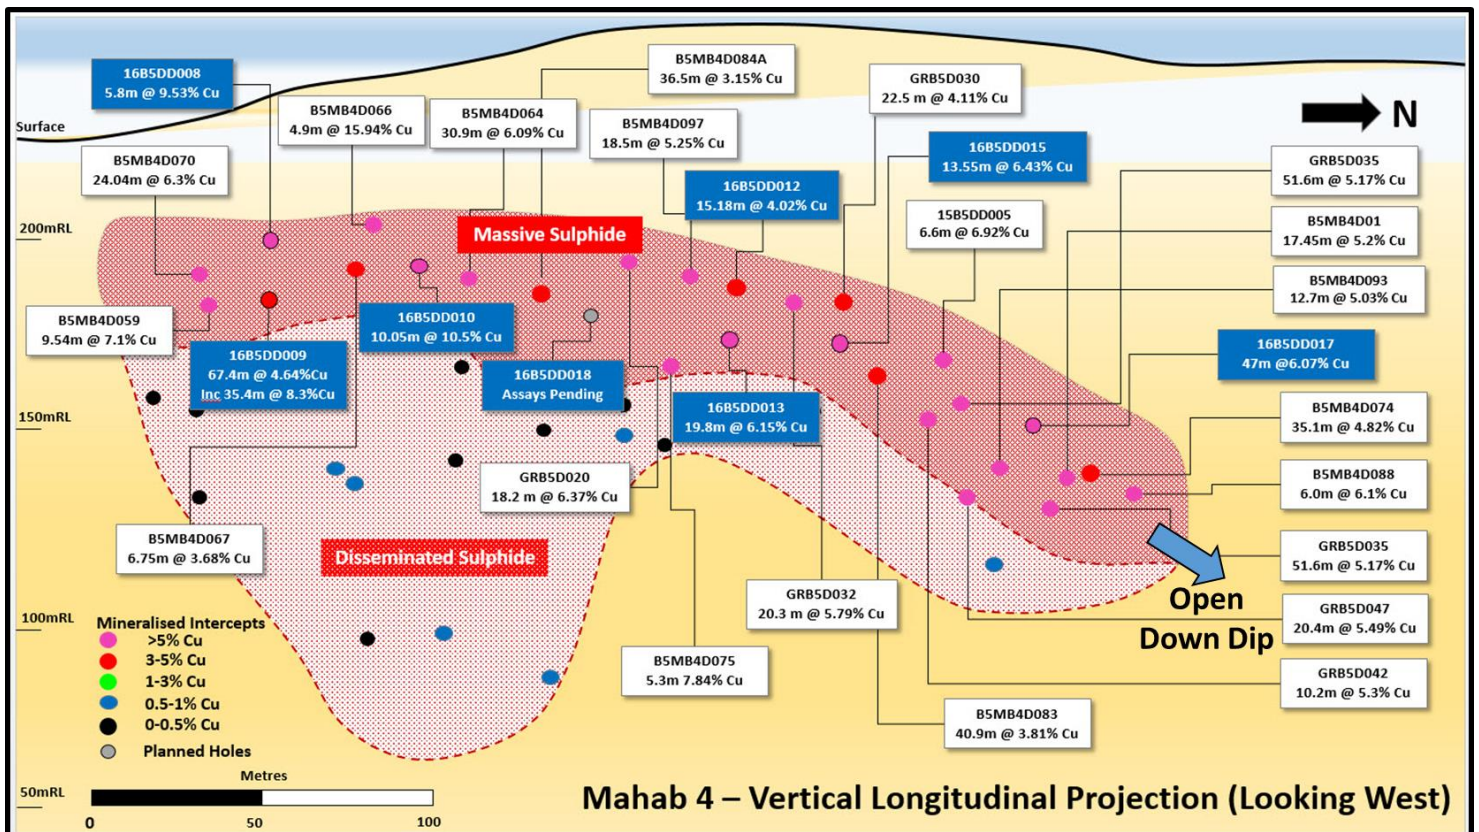 B5MB4D084A
36.5m @ 3.15% Cu
16B5DD008
5.8m @ 9.53% Cu
GRB5D030
22.5 m @ 4.11% Cu
B5MB4D066
4.9m @ 15.94% Cu
B5MB4D064
30.9m @ 6.09% Cu
B5MB4D097
18.5m @ 5.25% Cu
N
Surface
16B5DD015
13.55m @ 6.43% Cu
B5MB4D070
24.04m @ 6.3% Cu
GRB5D035
51.6m @ 5.17% Cu
16B5DD012
15.18m @ 4.02% Cu
15B5DD005
6.6m @ 6.92% Cu
B5MB4D01
17.45m @ 5.2% Cu
200mRL
Massive Sulphide
B5MB4D093
12.7m @ 5.03% Cu
B5MB4D059
9.54m @ 7.1% Cu
16B5DD010
10.05m @ 10.5% Cu
16B5DD017
47m @6.07% Cu
16B5DD009
67.4m @ 4.64%Cu
Inc 35.4m @ 8.3%Cu
16B5DD018
Assays Pending
16B5DD013
19.8m @ 6.15% Cu
B5MB4D074
35.1m @ 4.82% Cu
150mRL
GRB5D020
18.2 m @ 6.37% Cu
B5MB4D088
6.0m @ 6.1% Cu
B5MB4D067
6.75m @ 3.68% Cu
Disseminated Sulphide
GRB5D035
51.6m @ 5.17% Cu
Open
Down Dip
GRB5D032
20.3 m @ 5.79% Cu
GRB5D047
20.4m @ 5.49% Cu
100mRL
Mineralised Intercepts
>5% Cu
3-5% Cu
1-3% Cu
0.5-1% Cu
0-0.5% Cu
Planned Holes
B5MB4D075
5.3m 7.84% Cu
GRB5D042
10.2m @ 5.3% Cu
B5MB4D083
40.9m @ 3.81% Cu
Metres
50mRL
0 50 100
Mahab 4 – Vertical Longitudinal Projection (Looking West)